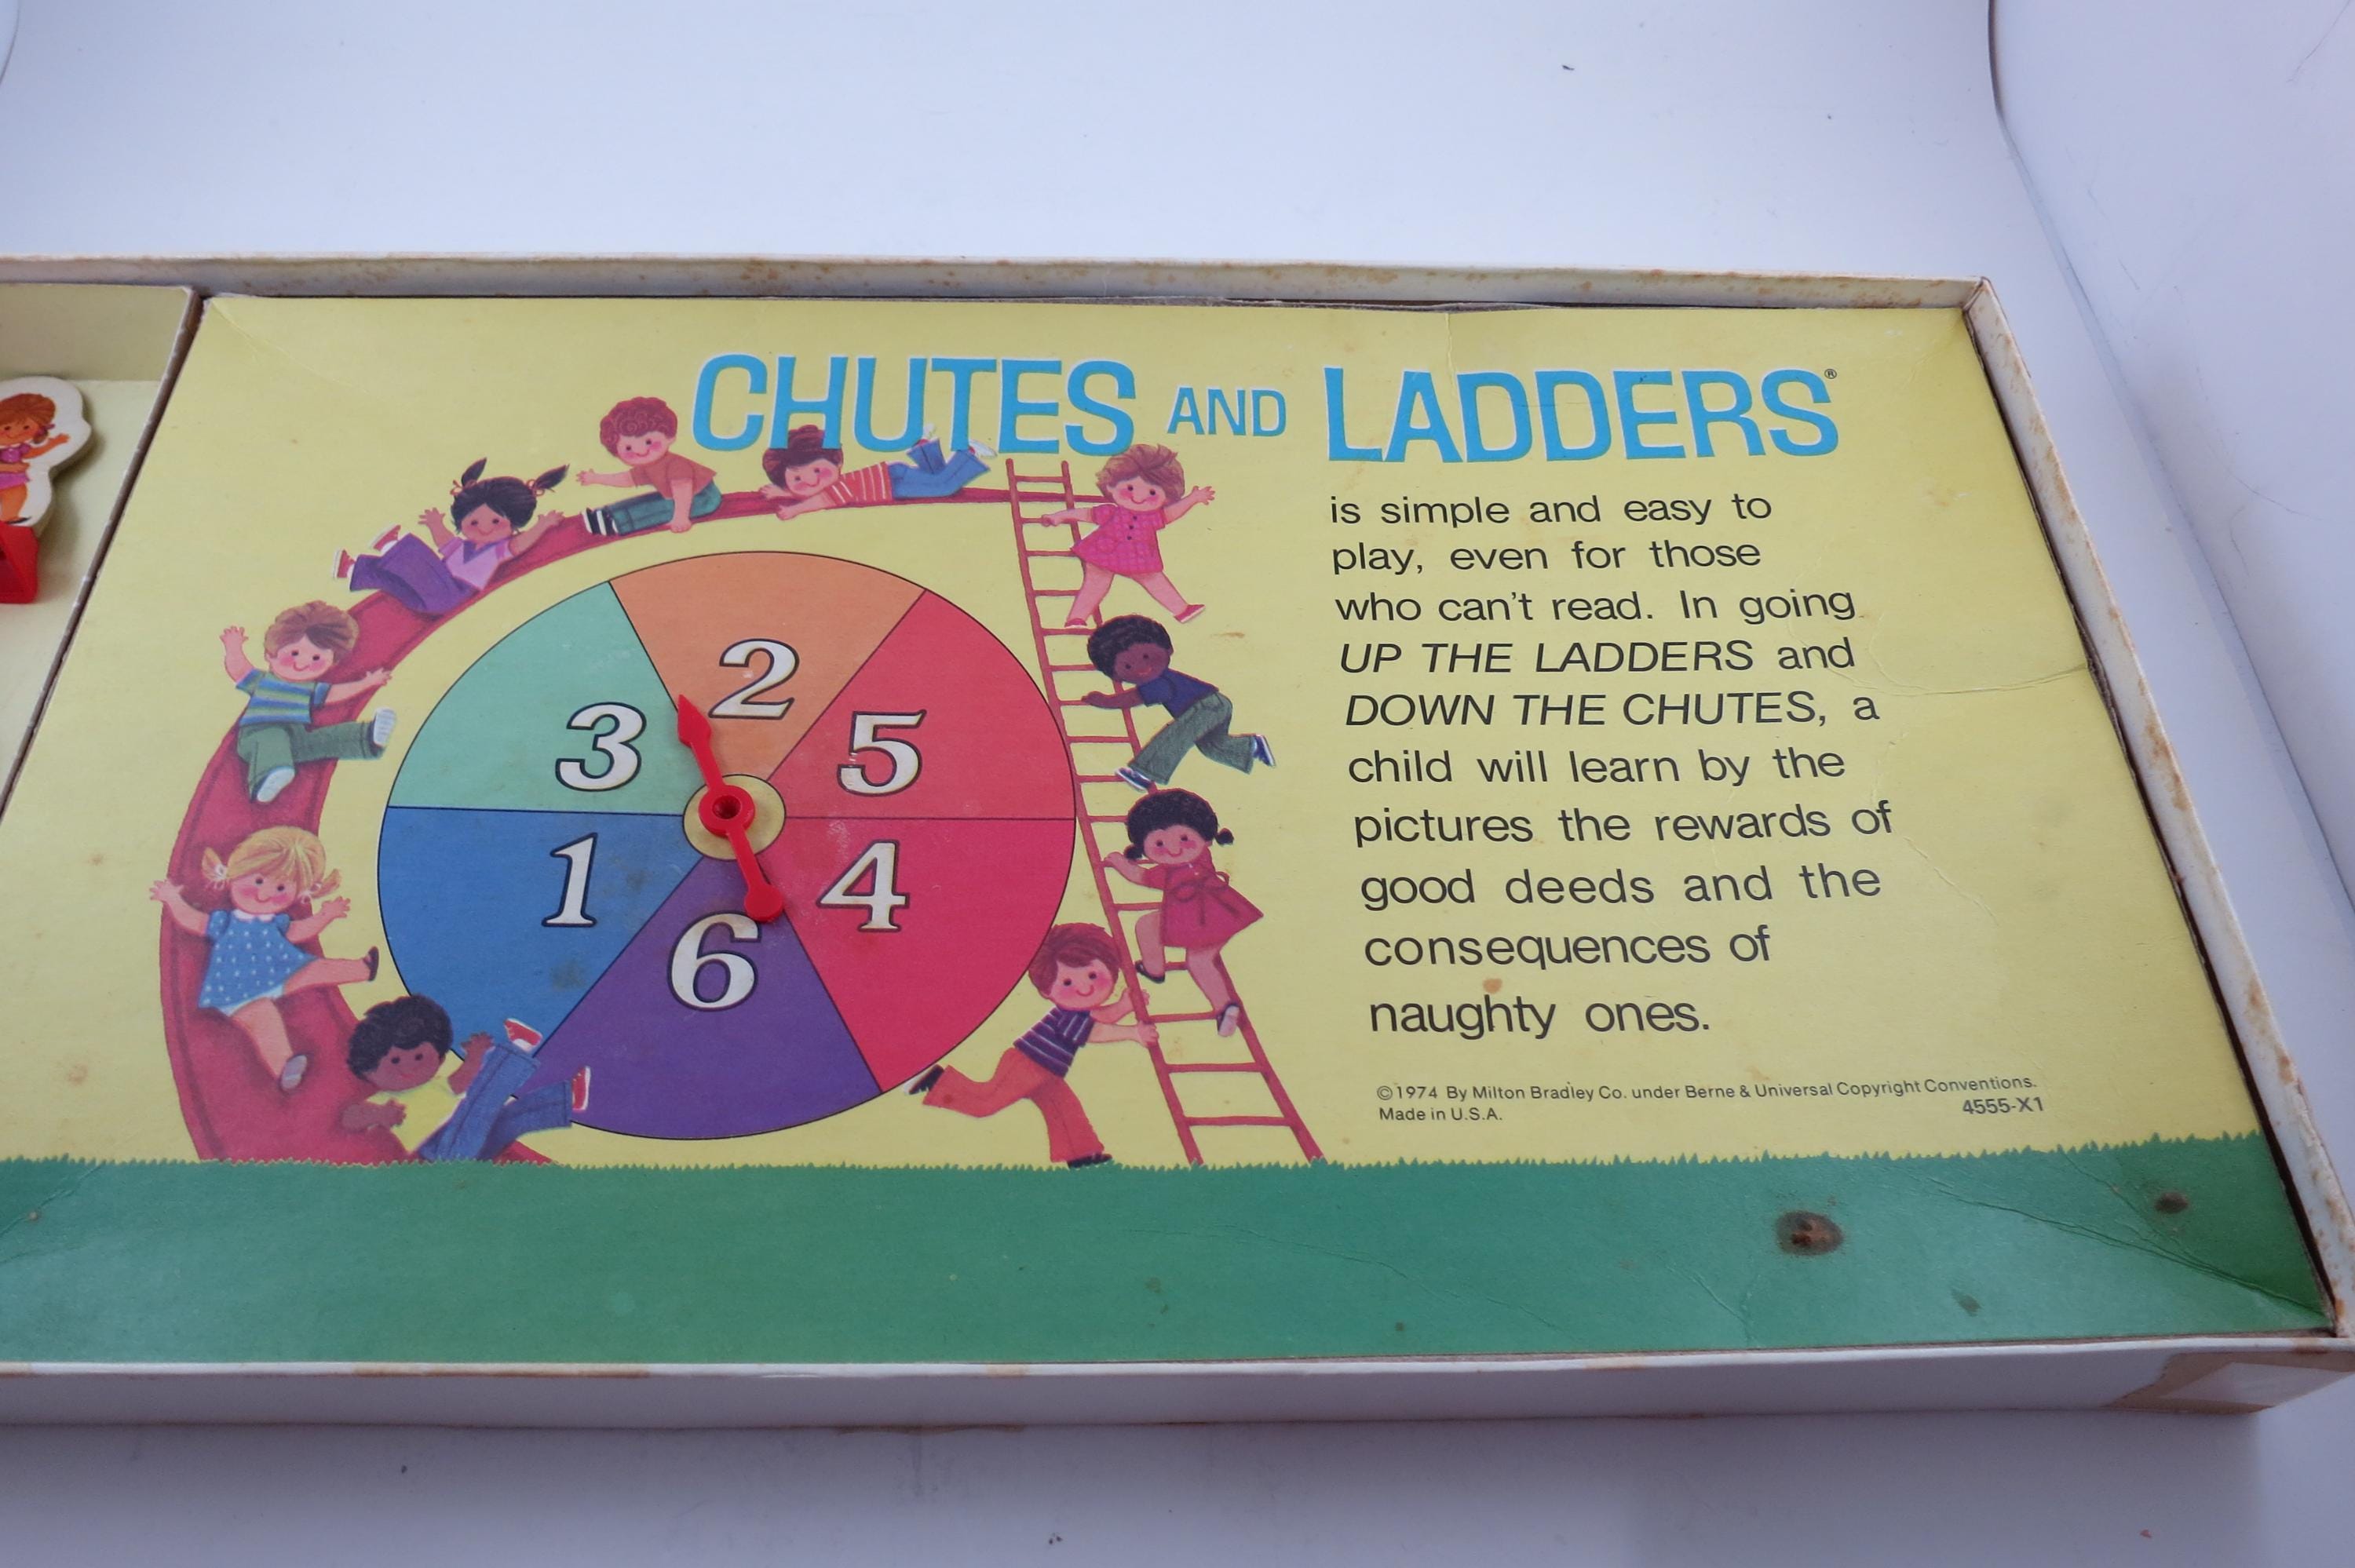 CHUTES AND LADDERS®
is simple and easy to
play, even for those
who can't read. In going
UP THE LADDERS and
DOWN THE CHUTES, a
child will learn by the
pictures the rewards of
good deeds and the
consequences of
naughty ones.
©1974 By Milton Bradley Co. under Berne & Universal Copyright Conventions.
Made in U.S.A. 4555-X1
2
3
5
1
4
6